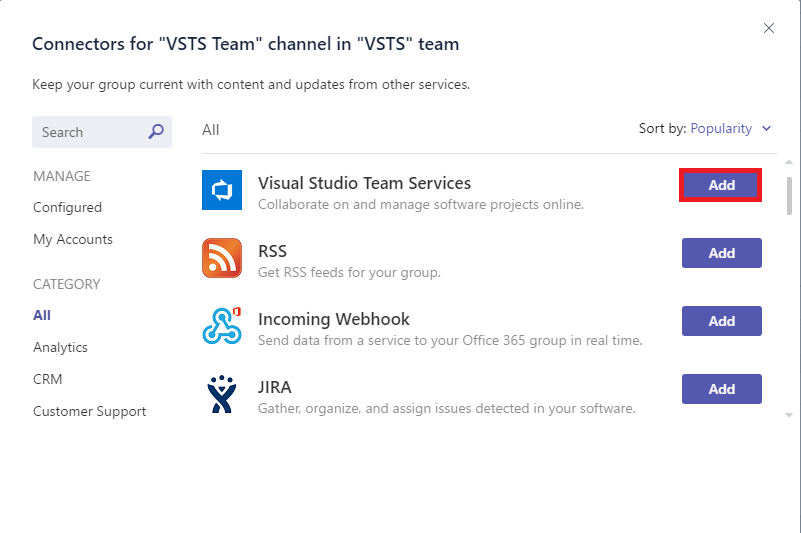 Connectors for "VSTS Team" channel in "VSTS" team
Keep your group current with content and updates from other services.
Search
All
Sort by: Popularity
MANAGE
Configured
My Accounts
CATEGORY
All
Analytics
CRM
Customer Support
Visual Studio Team Services
Collaborate on and manage software projects online.
Add
RSS
Get RSS feeds for your group.
Add
Incoming Webhook
Send data from a service to your Office 365 group in real time.
Add
JIRA
Gather, organize, and assign issues detected in your software.
Add